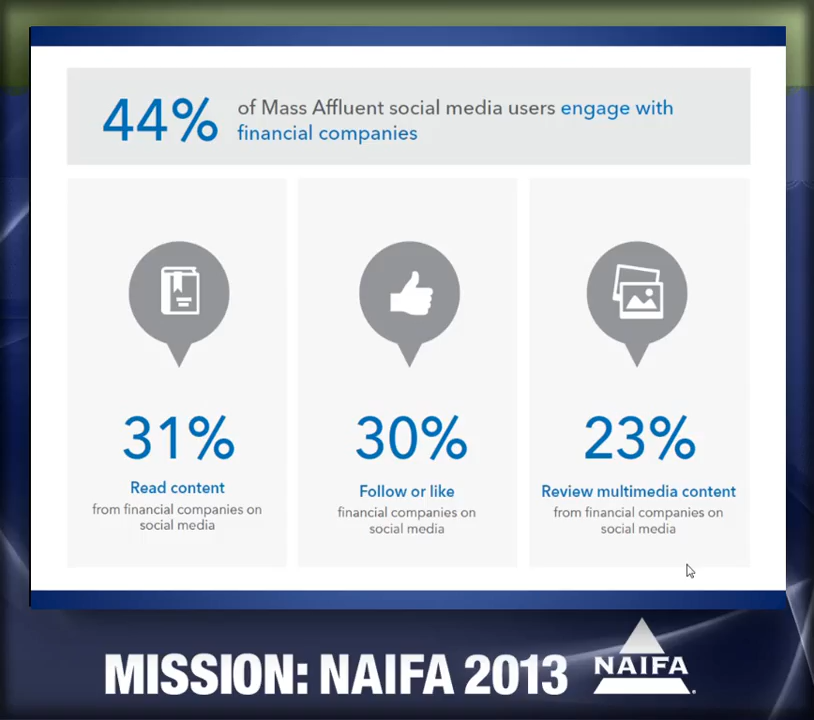 44%
of Mass Affluent social media users engage with
financial companies
31%
Read content
from financial companies on
social media
30%
Follow or like
financial companies on
social media
23%
Review multimedia content
from financial companies on
social media
MISSION: NAIFA 2013
NAIFA